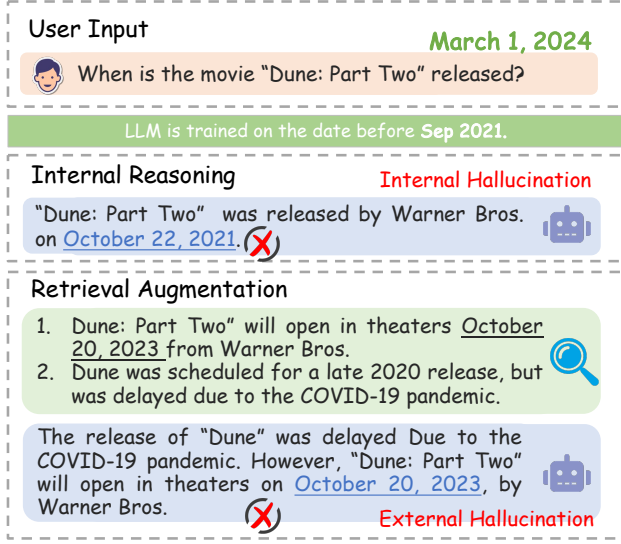 User Input
March 1, 2024
When is the movie “Dune: Part Two” released?
LLM is trained on the date before Sep 2021.
Internal Reasoning
Internal Hallucination
“Dune: Part Two” was released by Warner Bros.
on October 22, 2021.
Retrieval Augmentation
1. Dune: Part Two” will open in theaters October
20, 2023 from Warner Bros.
2. Dune was scheduled for a late 2020 release, but
was delayed due to the COVID-19 pandemic.
The release of “Dune” was delayed Due to the
COVID-19 pandemic. However, “Dune: Part Two”
will open in theaters on October 20, 2023, by
Warner Bros.
External Hallucination